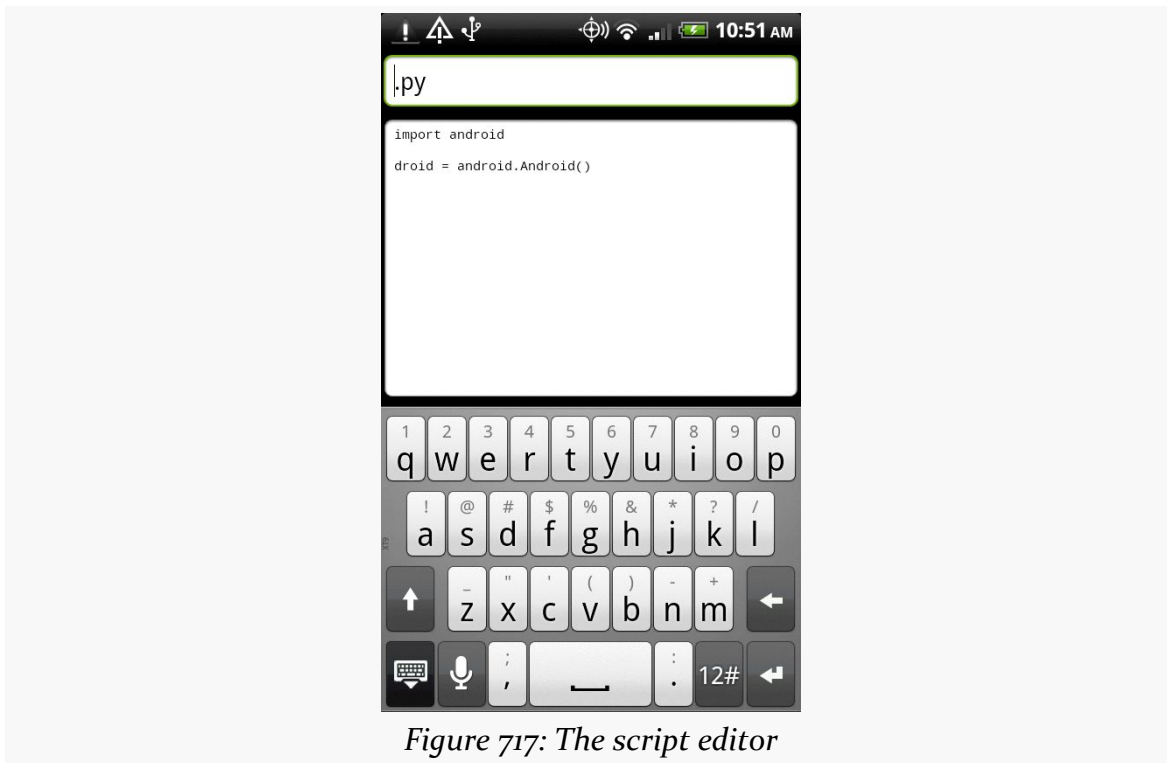 10:51 AM
.py
import android
droid = android.Android()
1 2 3 4 5 6 7 8 9 0
q w e r t y u i o p
! @ # $ % & * ? /
a s d f g h j k l
XT9
_ " ' ( ) - +
z x c v b n m
; :
, . 12#
Figure 717: The script editor